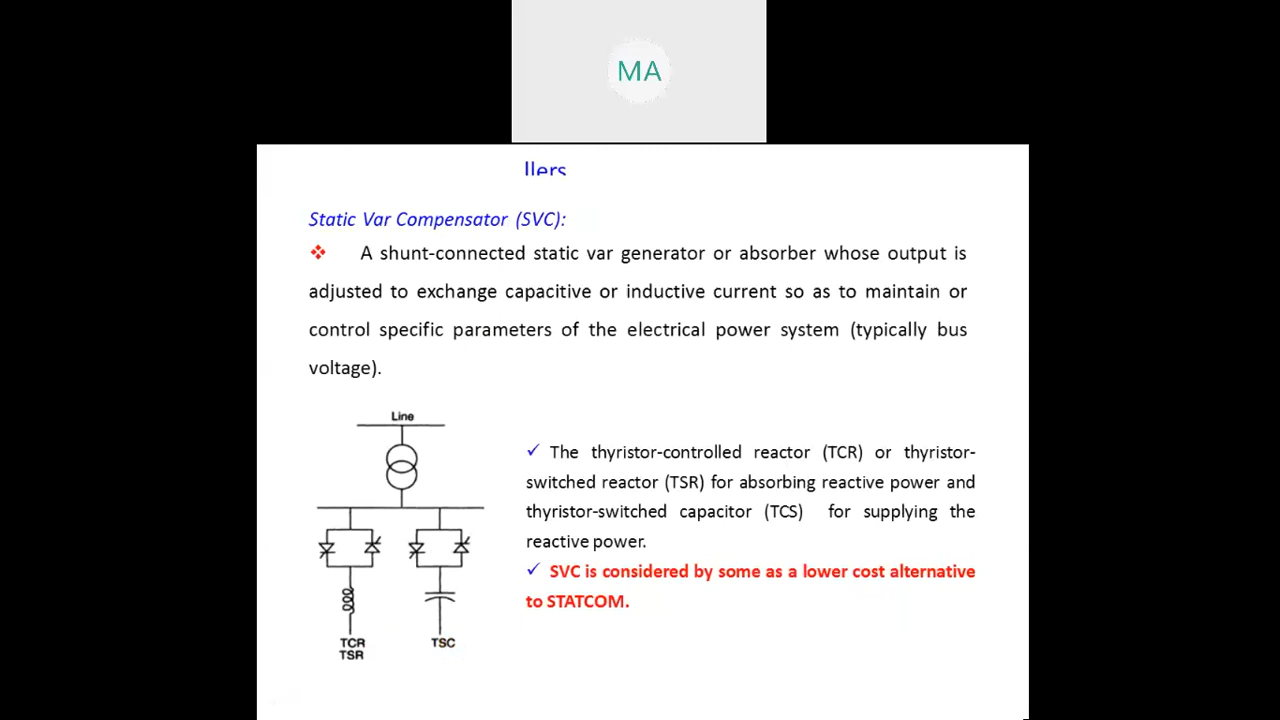 MA
llers
Static Var Compensator (SVC):
❖ A shunt-connected static var generator or absorber whose output is
adjusted to exchange capacitive or inductive current so as to maintain or
control specific parameters of the electrical power system (typically bus
voltage).
Line
✓ The thyristor-controlled reactor (TCR) or thyristor-
switched reactor (TSR) for absorbing reactive power and
thyristor-switched capacitor (TCS) for supplying the
reactive power.
✓ SVC is considered by some as a lower cost alternative
to STATCOM.
TCR
TSR
TSC